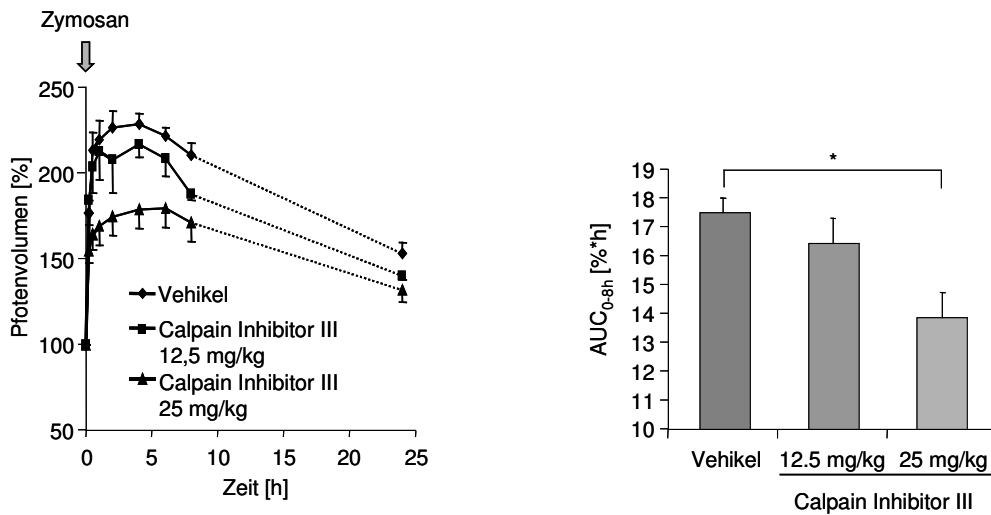 Zymosan
250
200
150
100
50
Pfotenvolumen [%]
Vehikel
Calpain Inhibitor III
12,5 mg/kg
Calpain Inhibitor III
25 mg/kg
0 5 10 15 20 25
Zeit [h]
*
19
18
17
16
15
14
13
12
11
10
AUC0-8h [%*h]
Vehikel 12.5 mg/kg 25 mg/kg
Calpain Inhibitor III